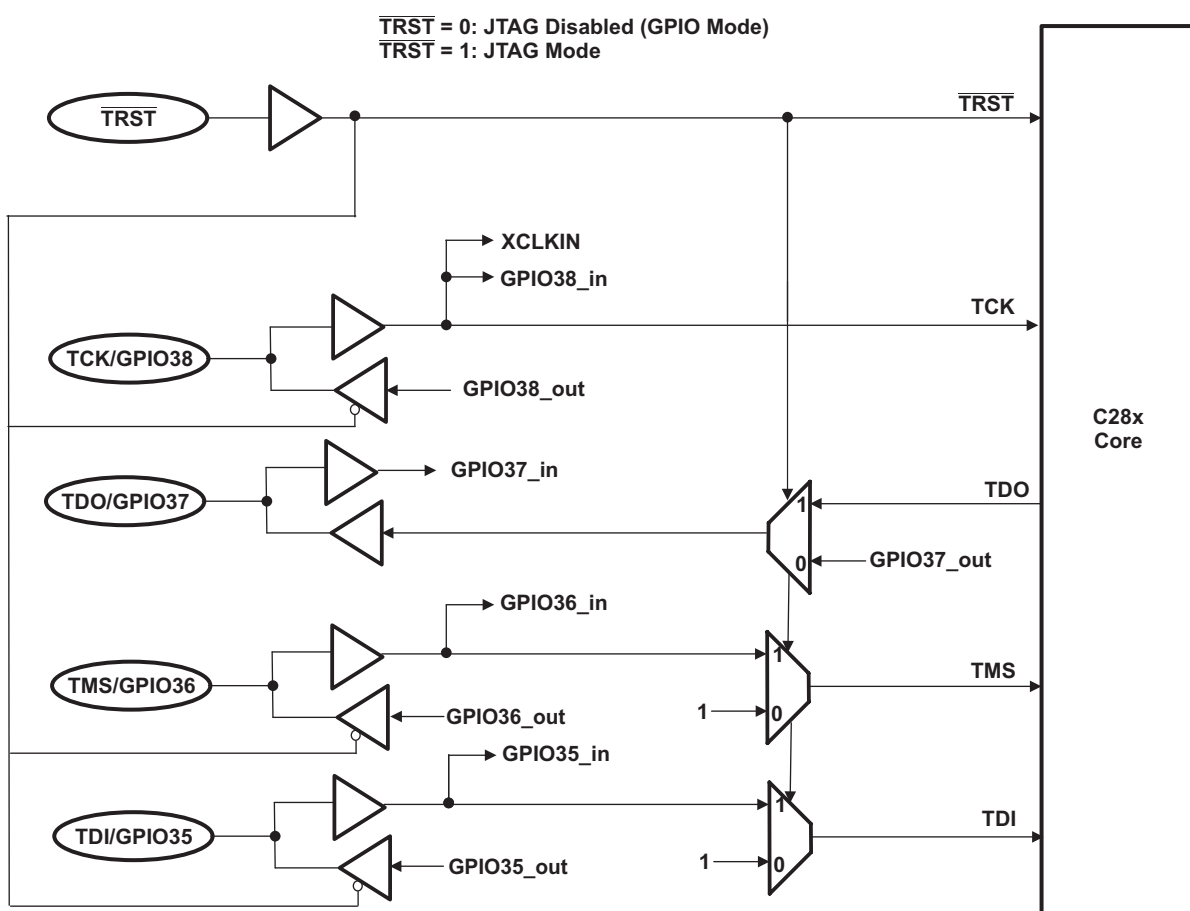 TRST = 0: JTAG Disabled (GPIO Mode)
TRST = 1: JTAG Mode
TRST
TRST
XCLKIN
GPIO38_in
TCK
TCK/GPIO38
GPIO38_out
C28x
Core
GPIO37_in
TDO/GPIO37
1
TDO
0
GPIO37_out
GPIO36_in
1
TMS/GPIO36
TMS
GPIO36_out
1
0
GPIO35_in
1
TDI/GPIO35
TDI
GPIO35_out
1
0